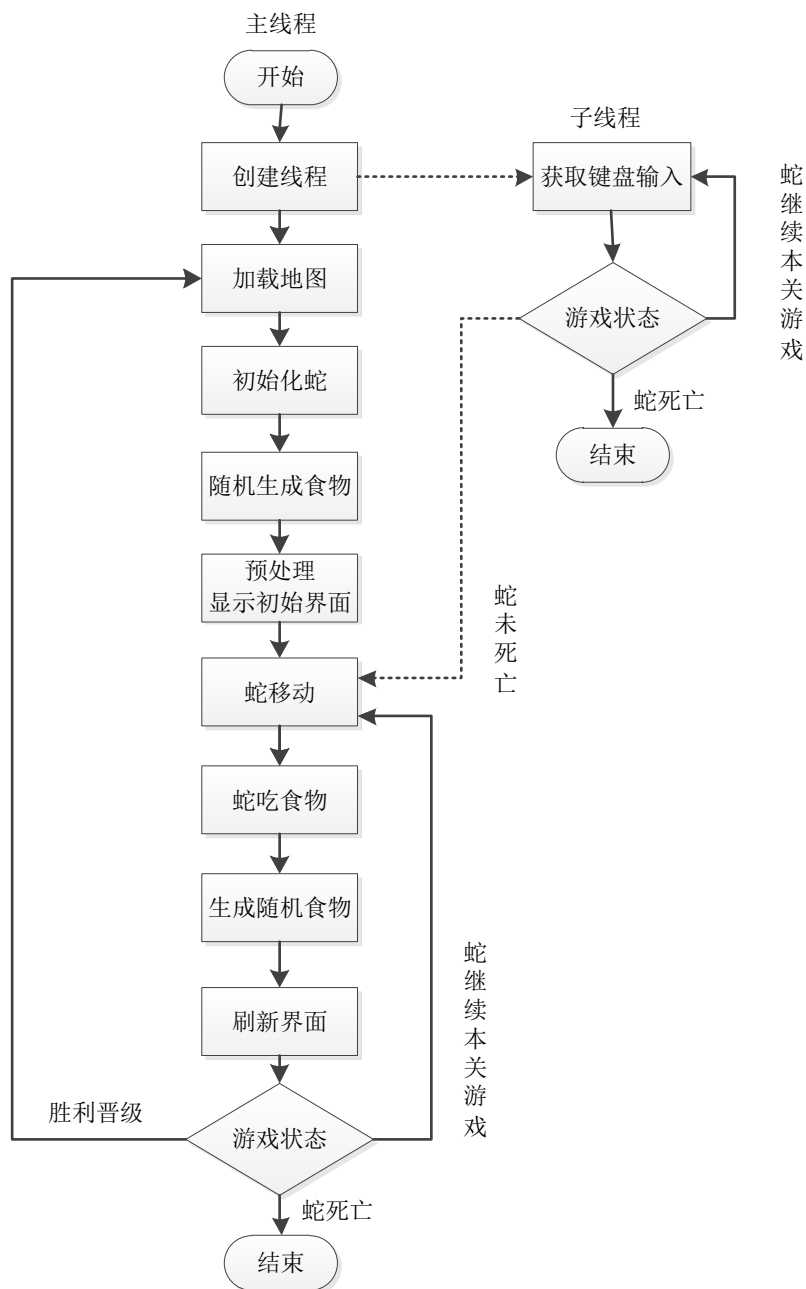 主线程
开始
子线程
创建线程
获取键盘输入
蛇继续本关游戏
加载地图
游戏状态
初始化蛇
蛇死亡
结束
随机生成食物
预处理
显示初始界面
蛇未死亡
蛇移动
蛇吃食物
生成随机食物
蛇继续本关游戏
刷新界面
胜利晋级
游戏状态
蛇死亡
结束